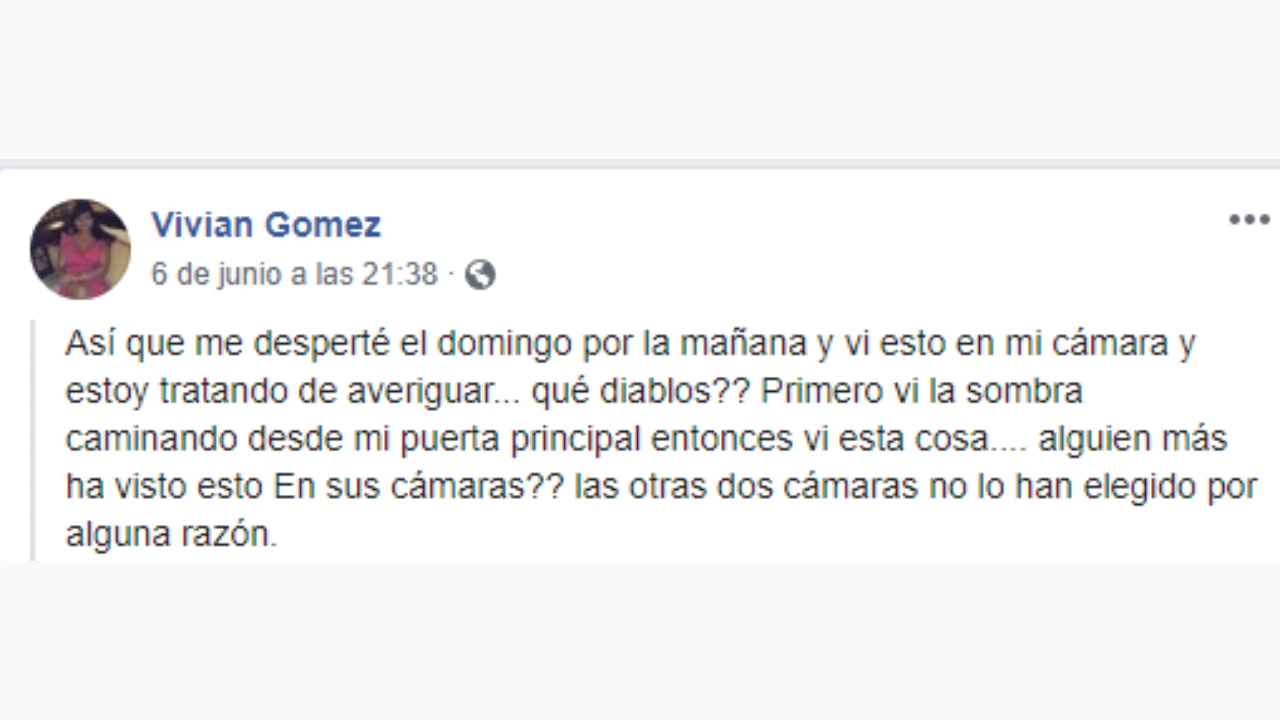 Vivian Gomez
6 de junio a las 21:38 ·
Así que me desperté el domingo por la mañana y vi esto en mi cámara y
estoy tratando de averiguar... qué diablos?? Primero vi la sombra
caminando desde mi puerta principal entonces vi esta cosa.... alguien más
ha visto esto En sus cámaras?? las otras dos cámaras no lo han elegido por
alguna razón.